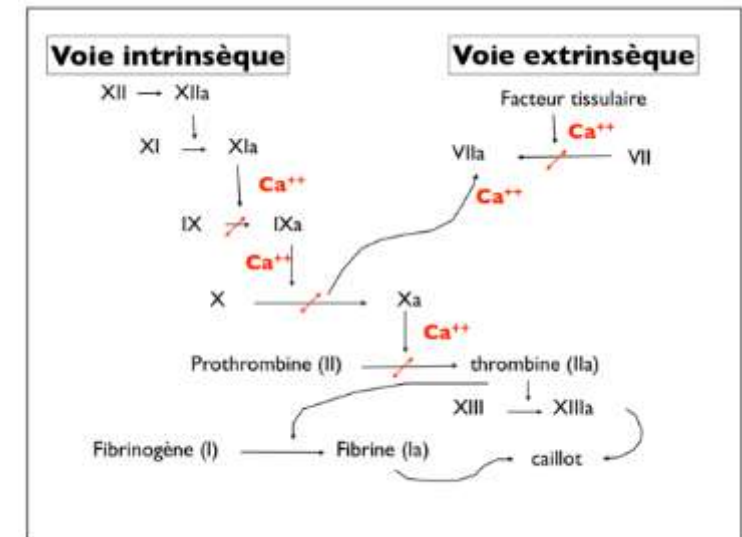 Voie intrinsèque
Voie extrinsèque
XII XIIa
Facteur tissulaire
Ca++
XI XIa
VIIa
VII
Ca++
Ca++
IX IXa
Ca++
X Xa
Ca++
Prothrombine (II) thrombine (IIa)
XIII XIIIa
Fibrinogène (I) Fibrine (Ia)
caillot